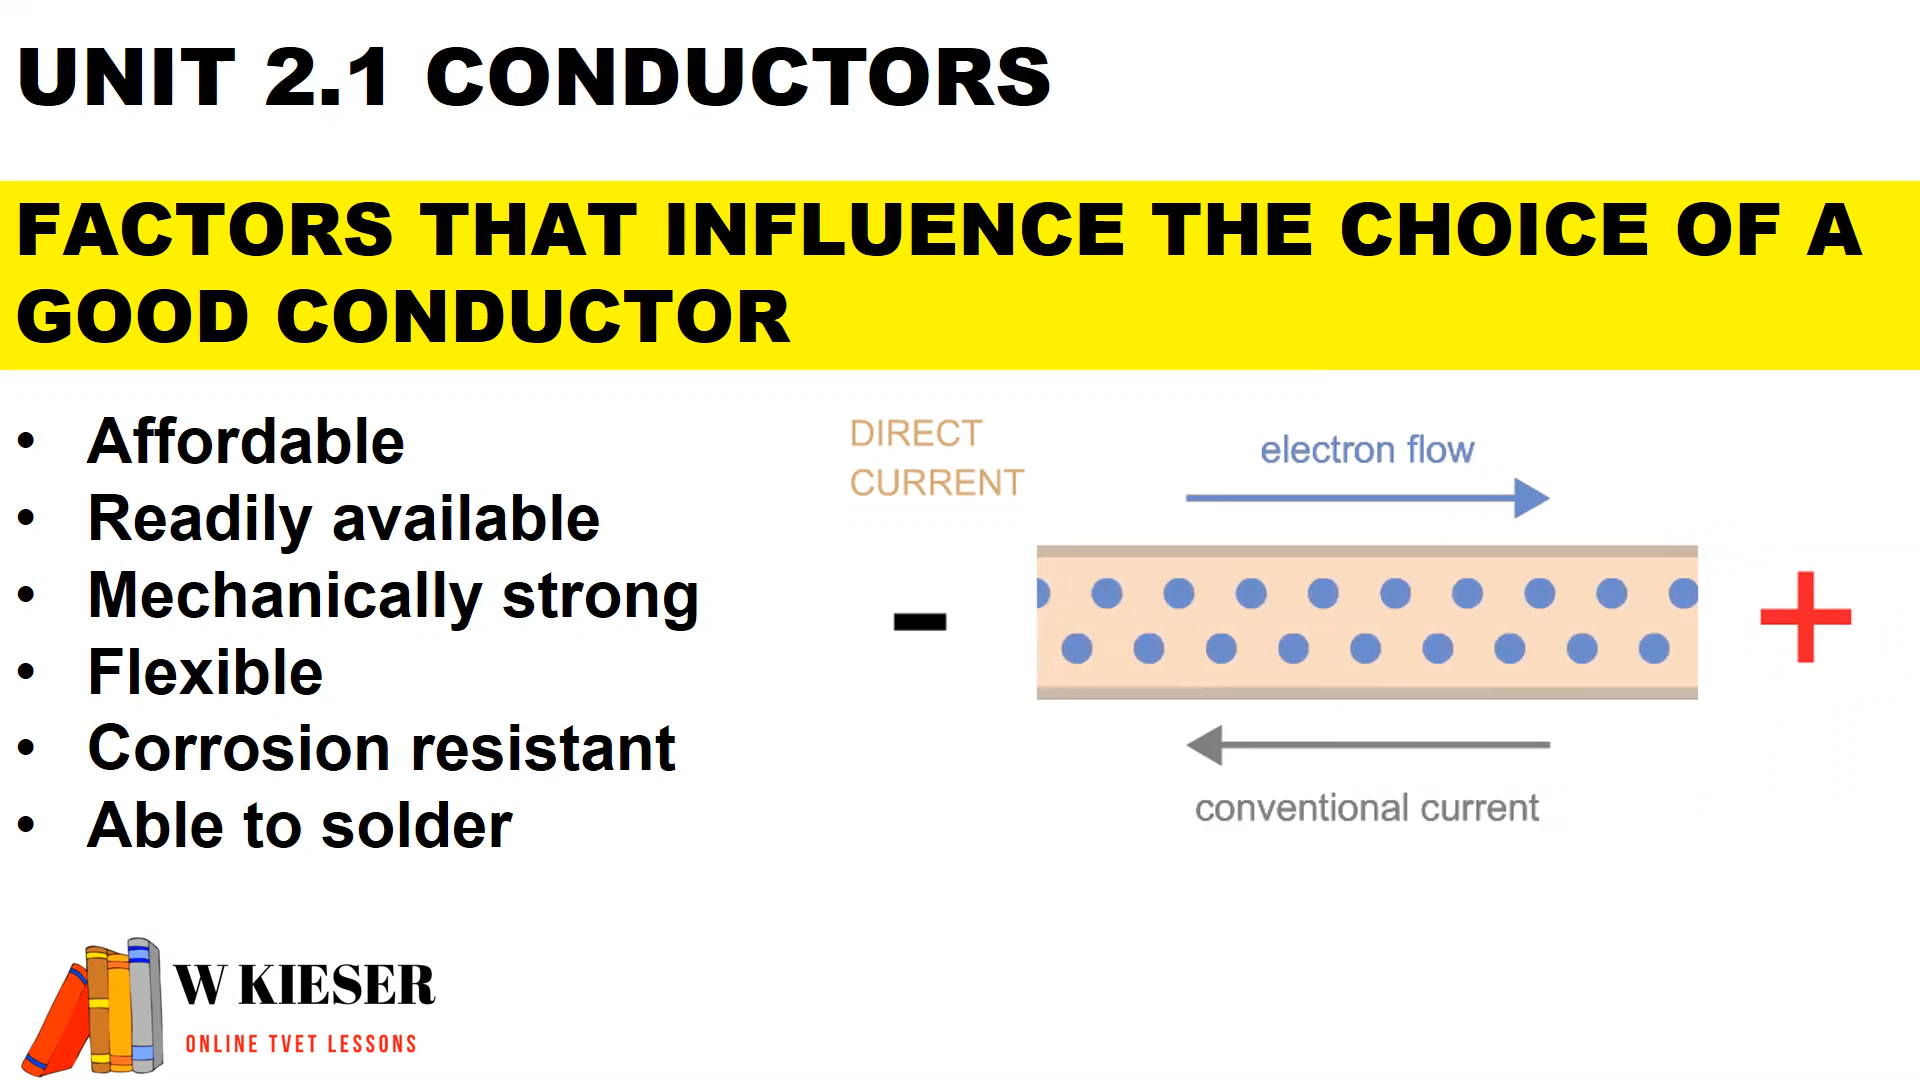 UNIT 2.1 CONDUCTORS
FACTORS THAT INFLUENCE THE CHOICE OF A
GOOD CONDUCTOR
• Affordable
• Readily available
• Mechanically strong
• Flexible
• Corrosion resistant
• Able to solder
DIRECT
CURRENT
electron flow
-
+
conventional current
W KIESER
ONLINE TVET LESSONS